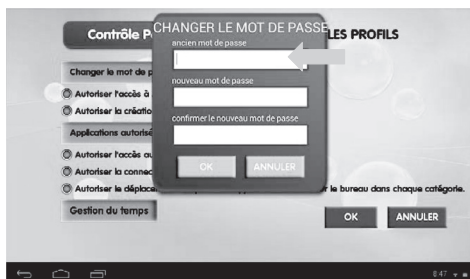 Contrôle P
LES PROFILS
CHANGER LE MOT DE PASSE
ancien mot de passe
nouveau mot de passe
confirmer le nouveau mot de passe
OK ANNULER
Changer le mot de p
Autoriser l'accès à
Autoriser la créatio
Applications autorisé
Autoriser l'accès au
Autoriser la connec
Autoriser le déplace
r le bureau dans chaque catégorie.
Gestion du temps
OK ANNULER
8:47